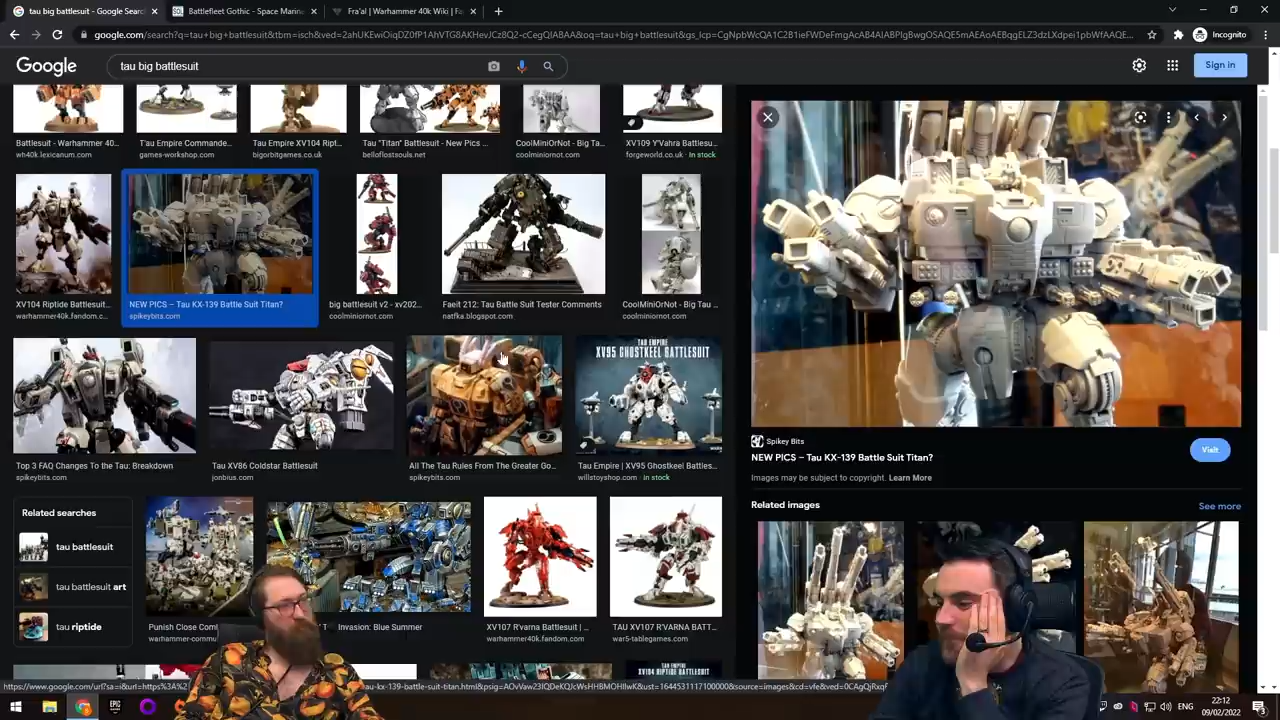 tau big battlesuit - Google Search
Battlefleet Gothic - Space Marine
Fra'al | Warhammer 40k Wiki | Fa
Incognito
Google
tau big battlesuit
Sign in
Battlesuit - Warhammer 40...
wh40k.lexicanum.com
T'au Empire Commande...
games-workshop.com
Tau Empire XV104 Ript...
bigorbitgames.co.uk
Tau "Titan" Battlesuit - New Pics ...
belloflostsouls.net
CoolMiniOrNot - Big Ta...
coolminiornot.com
XV109 Y'Vahra Battlesu...
forgeworld.co.uk - In stock
XV104 Riptide Battlesuit...
warhammer40k.fandom.c...
NEW PICS – Tau KX-139 Battle Suit Titan?
spikeybits.com
big battlesuit v2 - xv202...
coolminiornot.com
Faeit 212: Tau Battle Suit Tester Comments
natfka.blogspot.com
CoolMiniOrNot - Big Tau ...
coolminiornot.com
TAU EMPIRE
XV95 GHOSTKEEL BATTLESUIT
Top 3 FAQ Changes To the Tau: Breakdown
spikeybits.com
Tau XV86 Coldstar Battlesuit
jonbius.com
All The Tau Rules From The Greater Go...
spikeybits.com
Tau Empire | XV95 Ghostkeel Battles...
willstoyshop.com - In stock
Related searches
tau battlesuit
tau battlesuit art
tau riptide
Punish Close Com
warhammer-commu
Invasion: Blue Summer
XV107 R'varna Battlesuit | ...
warhammer40k.fandom.com
TAU XV107 R'VARNA BATT...
war5-tablegames.com
TAU EMPIRE
XV104 RIPTIDE BATTLESUIT
Spikey Bits
NEW PICS – Tau KX-139 Battle Suit Titan?
Visit
Images may be subject to copyright. Learn More
Related images
See more
ENG
22:12
09/02/2022